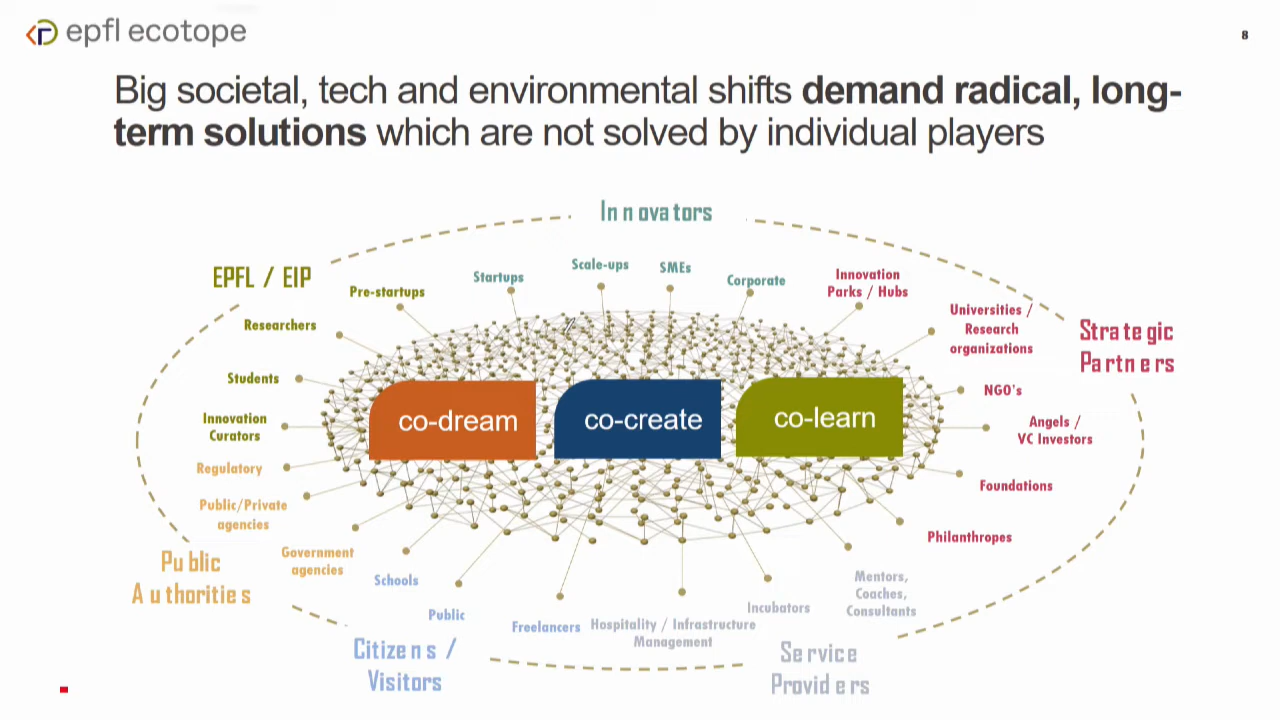 epfl ecotope
8
Big societal, tech and environmental shifts demand radical, long-
term solutions which are not solved by individual players
Innovators
EPFL / EIP
Pre-startups
Startups
Scale-ups
SMEs
Corporate
Innovation
Parks / Hubs
Researchers
Universities /
Research
organizations
Strategic
Partners
Students
NGO's
Innovation
Curators
Angels /
VC Investors
co-dream
co-create
co-learn
Regulatory
Foundations
Public/Private
agencies
Philanthropes
Government
agencies
Public
Authorities
Schools
Mentors,
Coaches,
Consultants
Public
Freelancers
Hospitality / Infrastructure
Management
Incubators
Citizens /
Visitors
Service
Providers